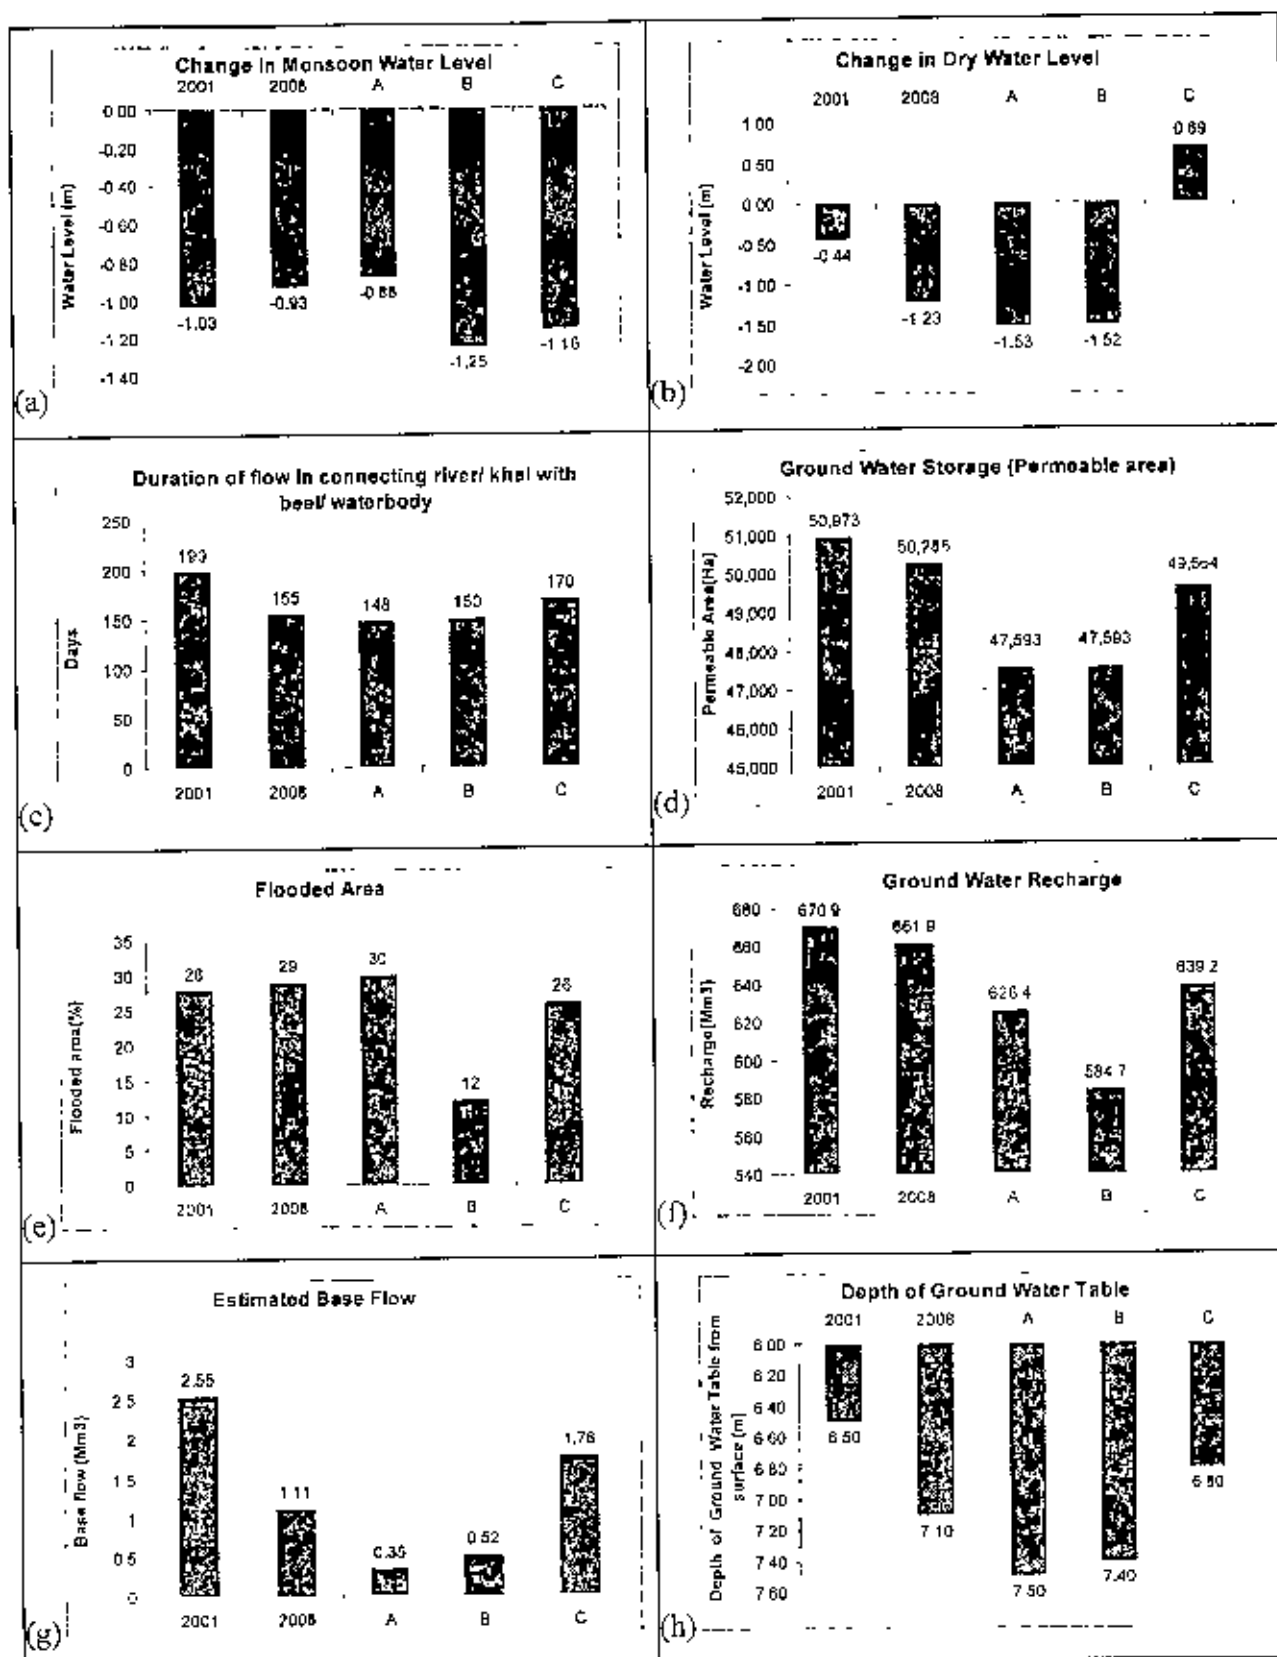 Change in Monsoon Water Level
2001 2008 A B C
0.00
-0.20
-0.40
-0.60
-0.80
-1.00
-1.20
-1.40
Water Level (m)
-1.03
-0.93
-1.25
-1.16
(a)
Change in Dry Water Level
2001 2008 A B C
1.00
0.50
0.00
-0.50
-1.00
-1.50
-2.00
Water Level (m)
-0.44
-1.23
-1.53
-1.52
0.69
(b)
Duration of flow in connecting river/ khal with
beel/ waterbody
250
200
150
100
50
0
Days
155
148
150
170
2001 2008 A B C
(c)
Ground Water Storage (Permeable area)
52,000
51,000
50,000
49,000
48,000
47,000
46,000
45,000
Permeable Area(Ha)
50,973
50,285
47,593
47,593
2001 2008 A B C
(d)
Flooded Area
35
30
25
20
15
10
5
0
Flooded area(%)
28
29
30
12
26
2001 2008 A B C
(e)
Ground Water Recharge
680
660
640
620
600
580
560
540
Recharge(Mm3)
670.9
661.9
626.4
584.7
639.2
2001 2008 A B C
(f)
Estimated Base Flow
3
2.5
2
1.5
1
0.5
0
Base flow (Mm3)
2.55
1.11
0.35
0.52
1.76
2001 2008 A B C
(g)
Depth of Ground Water Table
2001 2008 A B C
6.00
6.20
6.40
6.60
6.80
7.00
7.20
7.40
7.60
Depth of Ground Water Table from
surface (m)
6.50
7.10
7.50
7.40
6.80
(h)